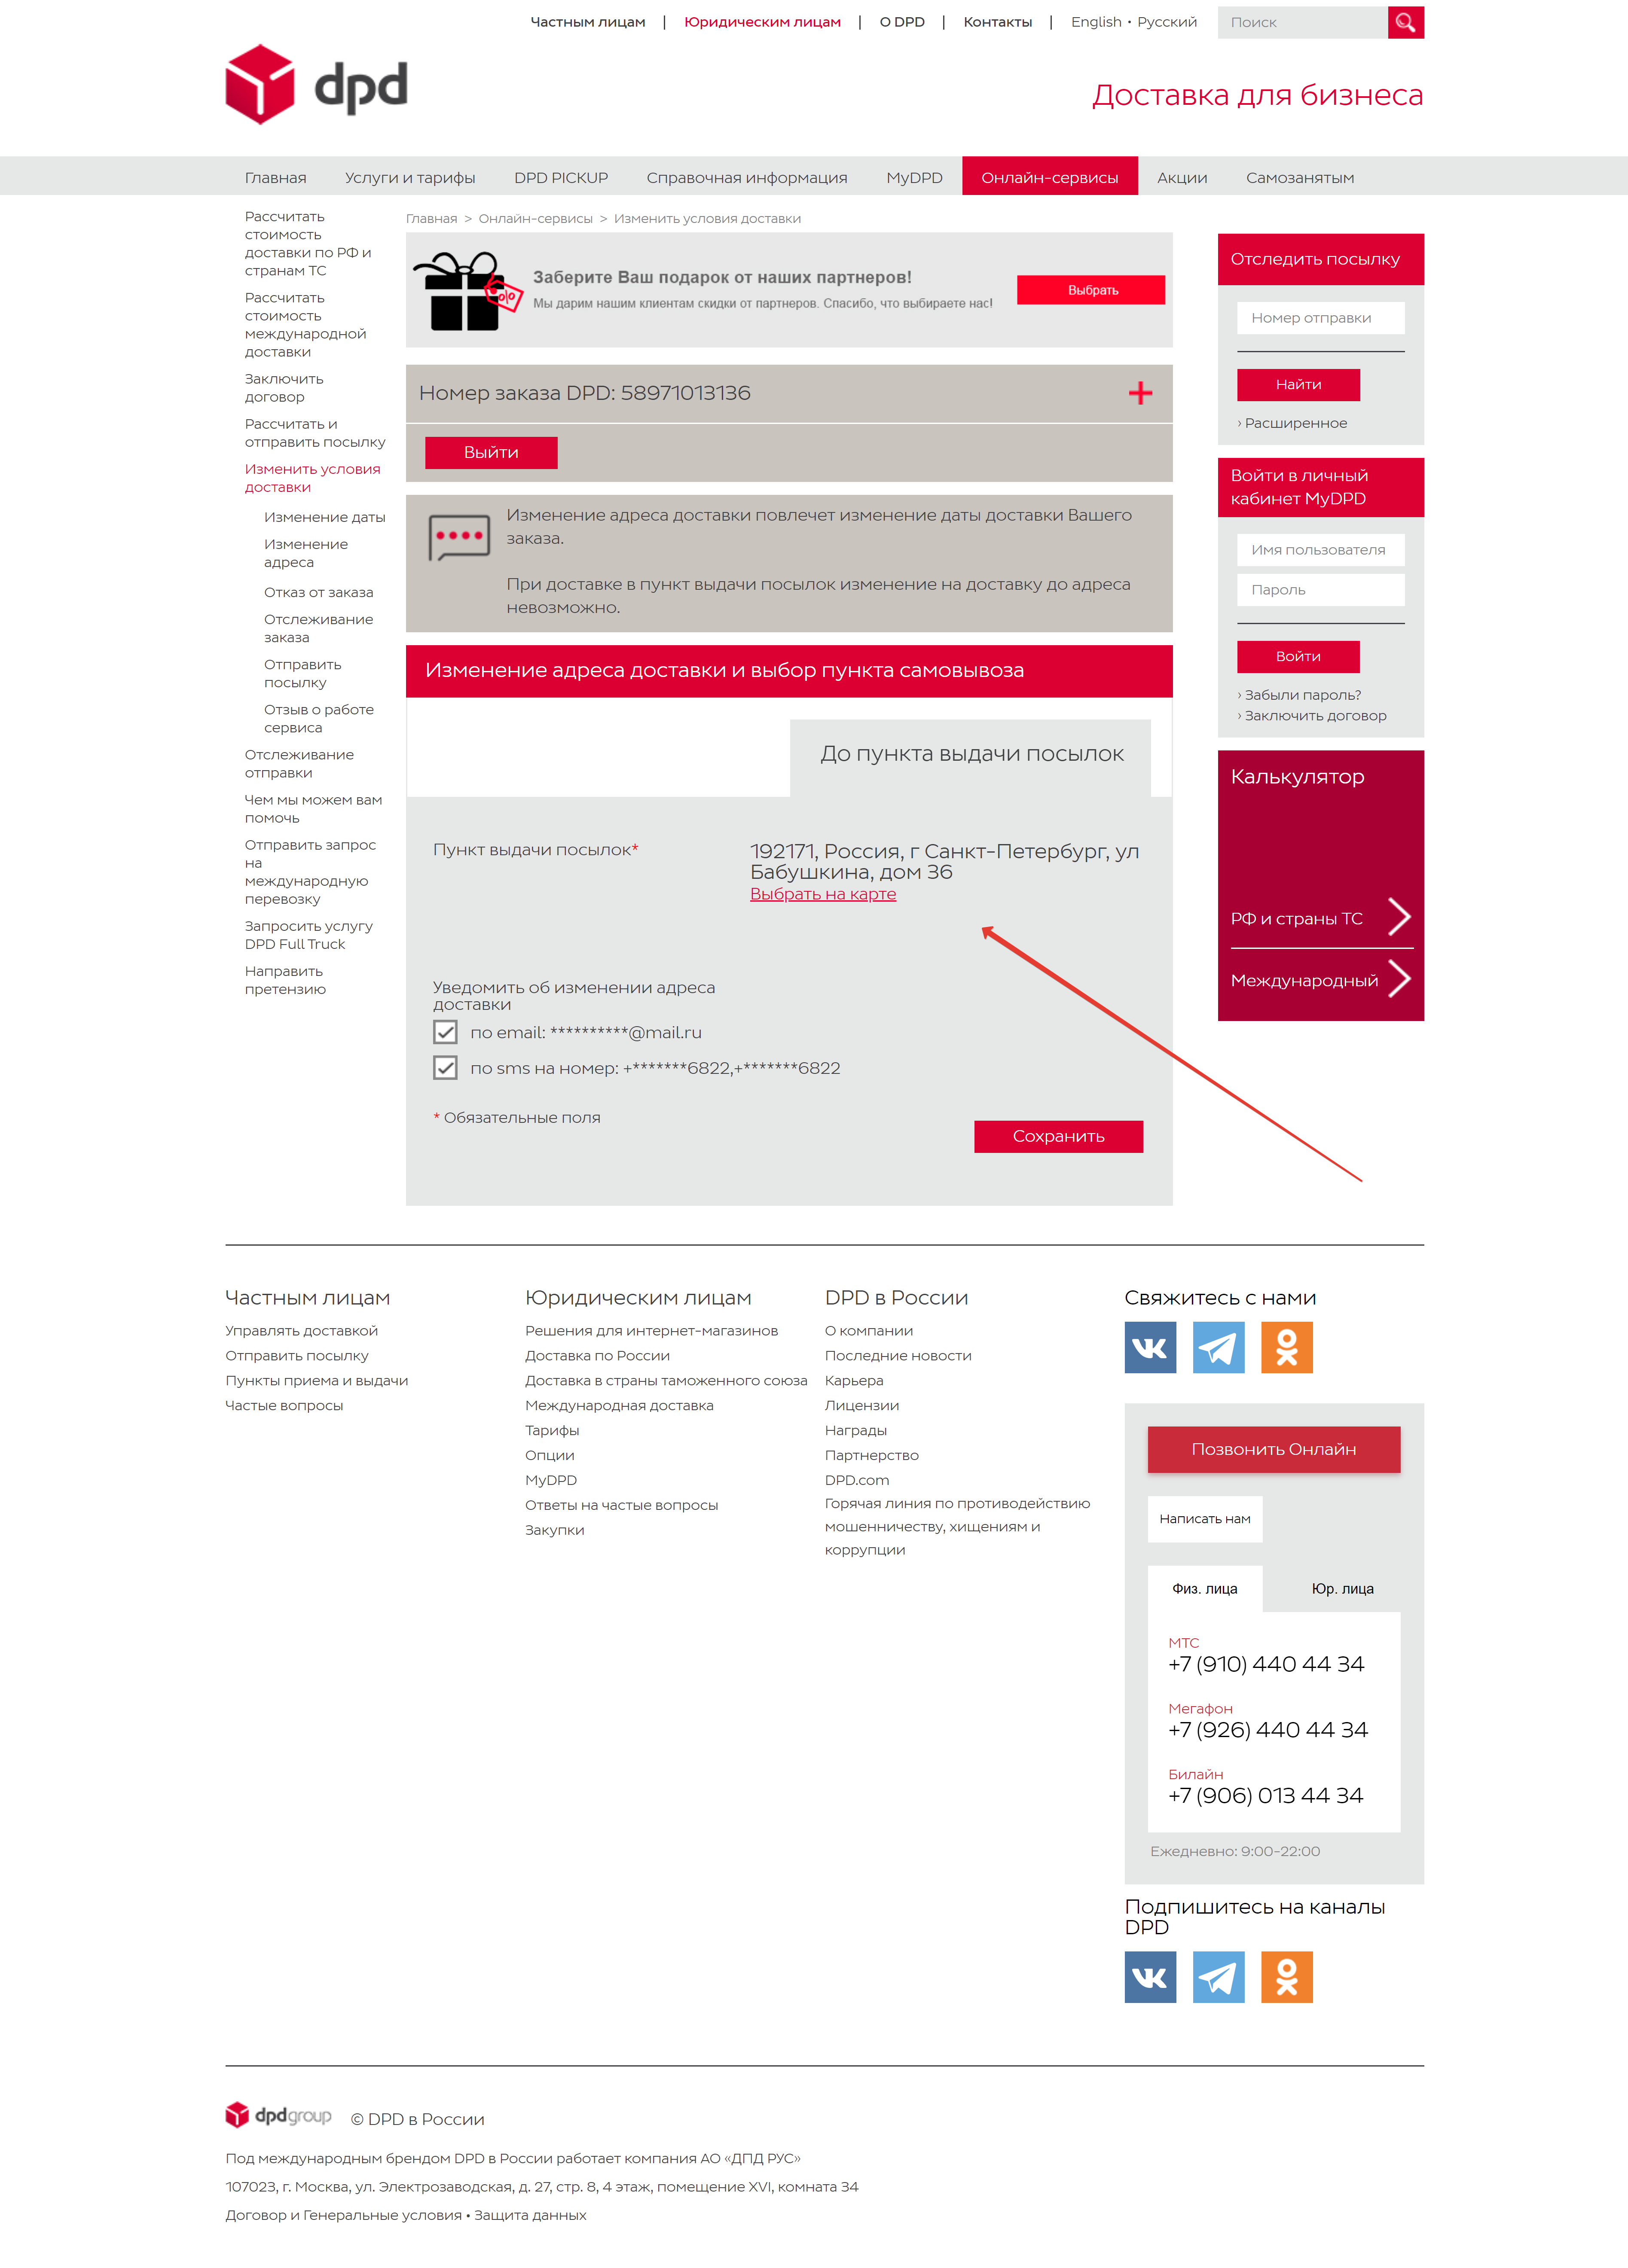 Частным лицам | Юридическим лицам | О DPD | Контакты | English • Русский
Поиск
dpd
Доставка для бизнеса
Главная Услуги и тарифы DPD PICKUP Справочная информация MyDPD Онлайн-сервисы Акции Самозанятым
Рассчитать
стоимость
доставки по РФ и
странам ТС
Рассчитать
стоимость
международной
доставки
Заключить
договор
Рассчитать и
отправить посылку
Изменить условия
доставки
Изменение даты
Изменение
адреса
Отказ от заказа
Отслеживание
заказа
Отправить
посылку
Отзыв о работе
сервиса
Отслеживание
отправки
Чем мы можем вам
помочь
Отправить запрос
на
международную
перевозку
Запросить услугу
DPD Full Truck
Направить
претензию
Главная > Онлайн-сервисы > Изменить условия доставки
Заберите Ваш подарок от наших партнеров!
Мы дарим нашим клиентам скидки от партнеров. Спасибо, что выбираете нас!
Выбрать
%
Номер заказа DPD: 58971013136
Выйти
Изменение адреса доставки повлечет изменение даты доставки Вашего
заказа.
При доставке в пункт выдачи посылок изменение на доставку до адреса
невозможно.
Изменение адреса доставки и выбор пункта самовывоза
До пункта выдачи посылок
Пункт выдачи посылок*
192171, Россия, г Санкт-Петербург, ул
Бабушкина, дом 36
Выбрать на карте
Уведомить об изменении адреса
доставки
по email: **********@mail.ru
по sms на номер: +*******6822,+*******6822
* Обязательные поля
Сохранить
Отследить посылку
Номер отправки
Найти
› Расширенное
Войти в личный
кабинет MyDPD
Имя пользователя
Пароль
Войти
› Забыли пароль?
› Заключить договор
Калькулятор
РФ и страны ТС
Международный
Частным лицам
Управлять доставкой
Отправить посылку
Пункты приема и выдачи
Частые вопросы
Юридическим лицам
Решения для интернет-магазинов
Доставка по России
Доставка в страны таможенного союза
Международная доставка
Тарифы
Опции
MyDPD
Ответы на частые вопросы
Закупки
DPD в России
О компании
Последние новости
Карьера
Лицензии
Награды
Партнерство
DPD.com
Горячая линия по противодействию
мошенничеству, хищениям и
коррупции
Свяжитесь с нами
Позвонить Онлайн
Написать нам
Физ. лица Юр. лица
МТС
+7 (910) 440 44 34
Мегафон
+7 (926) 440 44 34
Билайн
+7 (906) 013 44 34
Ежедневно: 9:00-22:00
Подпишитесь на каналы
DPD
dpdgroup © DPD в России
Под международным брендом DPD в России работает компания АО «ДПД РУС»
107023, г. Москва, ул. Электрозаводская, д. 27, стр. 8, 4 этаж, помещение XVI, комната 34
Договор и Генеральные условия • Защита данных